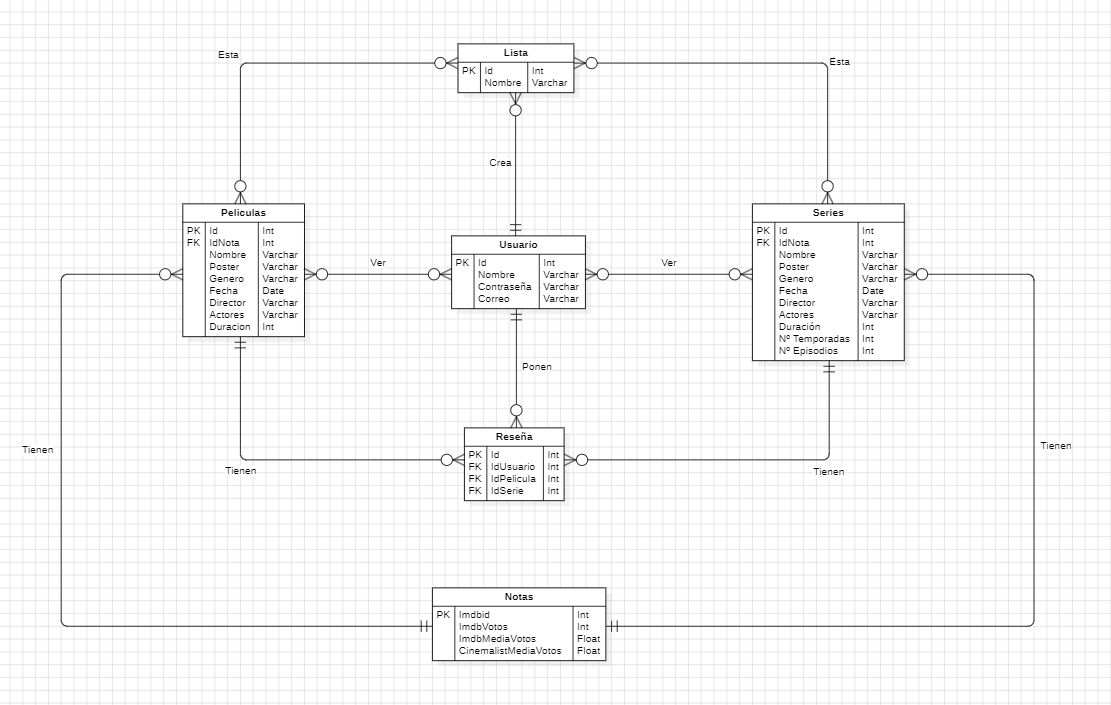 Esta
Lista
Esta
PK Id Int
Nombre Varchar
Crea
Peliculas
PK Id Int
FK IdNota Int
Nombre Varchar
Poster Varchar
Genero Varchar
Fecha Date
Director Varchar
Actores Varchar
Duracion Int
Ver
Usuario
PK Id Int
Nombre Varchar
Contraseña Varchar
Correo Varchar
Ver
Series
PK Id Int
FK IdNota Int
Nombre Varchar
Poster Varchar
Genero Varchar
Fecha Date
Director Varchar
Actores Varchar
Duración Int
Nº Temporadas Int
Nº Episodios Int
Ponen
Tienen
Tienen
Reseña
PK Id Int
FK IdUsuario Int
FK IdPelicula Int
FK IdSerie Int
Tienen
Tienen
Notas
PK Imdbid Int
ImdbVotos Int
ImdbMediaVotos Float
CinemalistMediaVotos Float